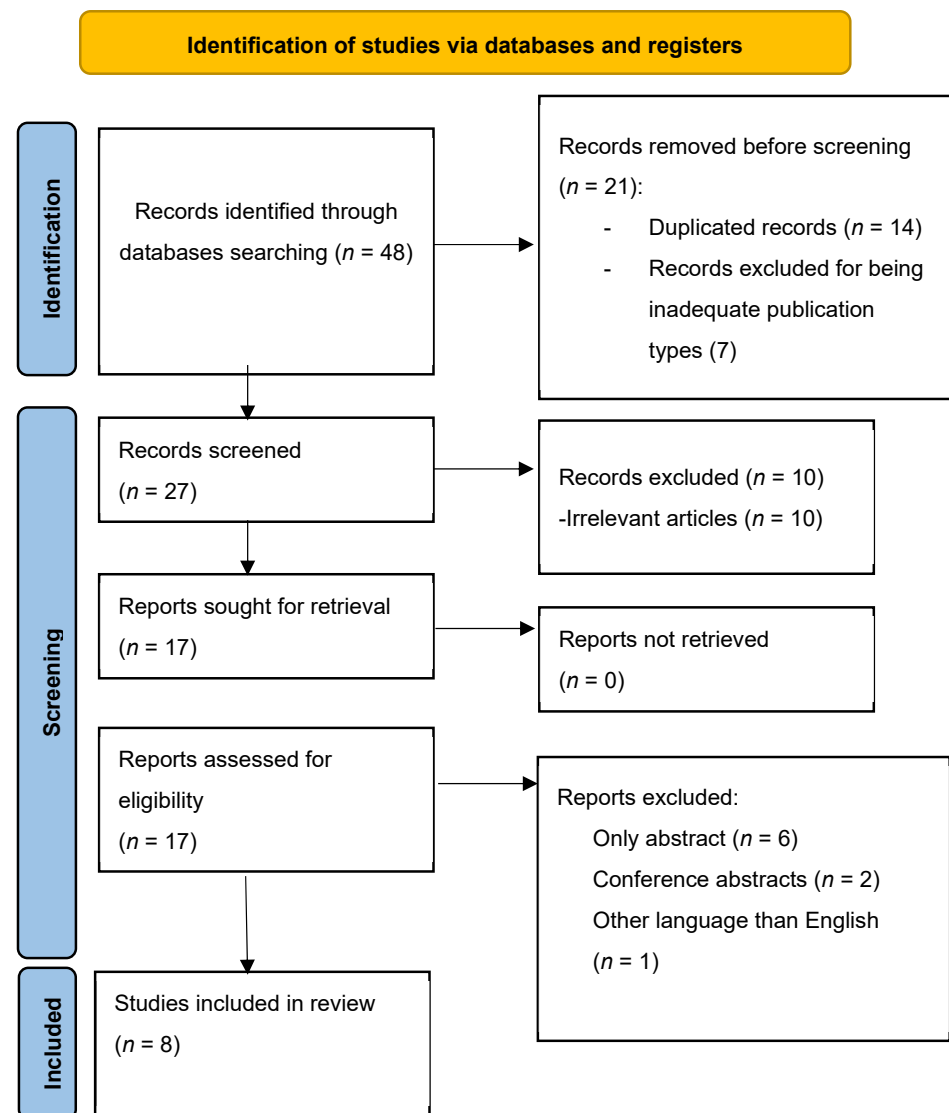 Identification of studies via databases and registers
Identification
Records identified through
databases searching (n = 48)
Records removed before screening
(n = 21):
- Duplicated records (n = 14)
- Records excluded for being
inadequate publication
types (7)
Screening
Records screened
(n = 27)
Records excluded (n = 10)
-Irrelevant articles (n = 10)
Reports sought for retrieval
(n = 17)
Reports not retrieved
(n = 0)
Reports assessed for
eligibility
(n = 17)
Reports excluded:
Only abstract (n = 6)
Conference abstracts (n = 2)
Other language than English
(n = 1)
Included
Studies included in review
(n = 8)